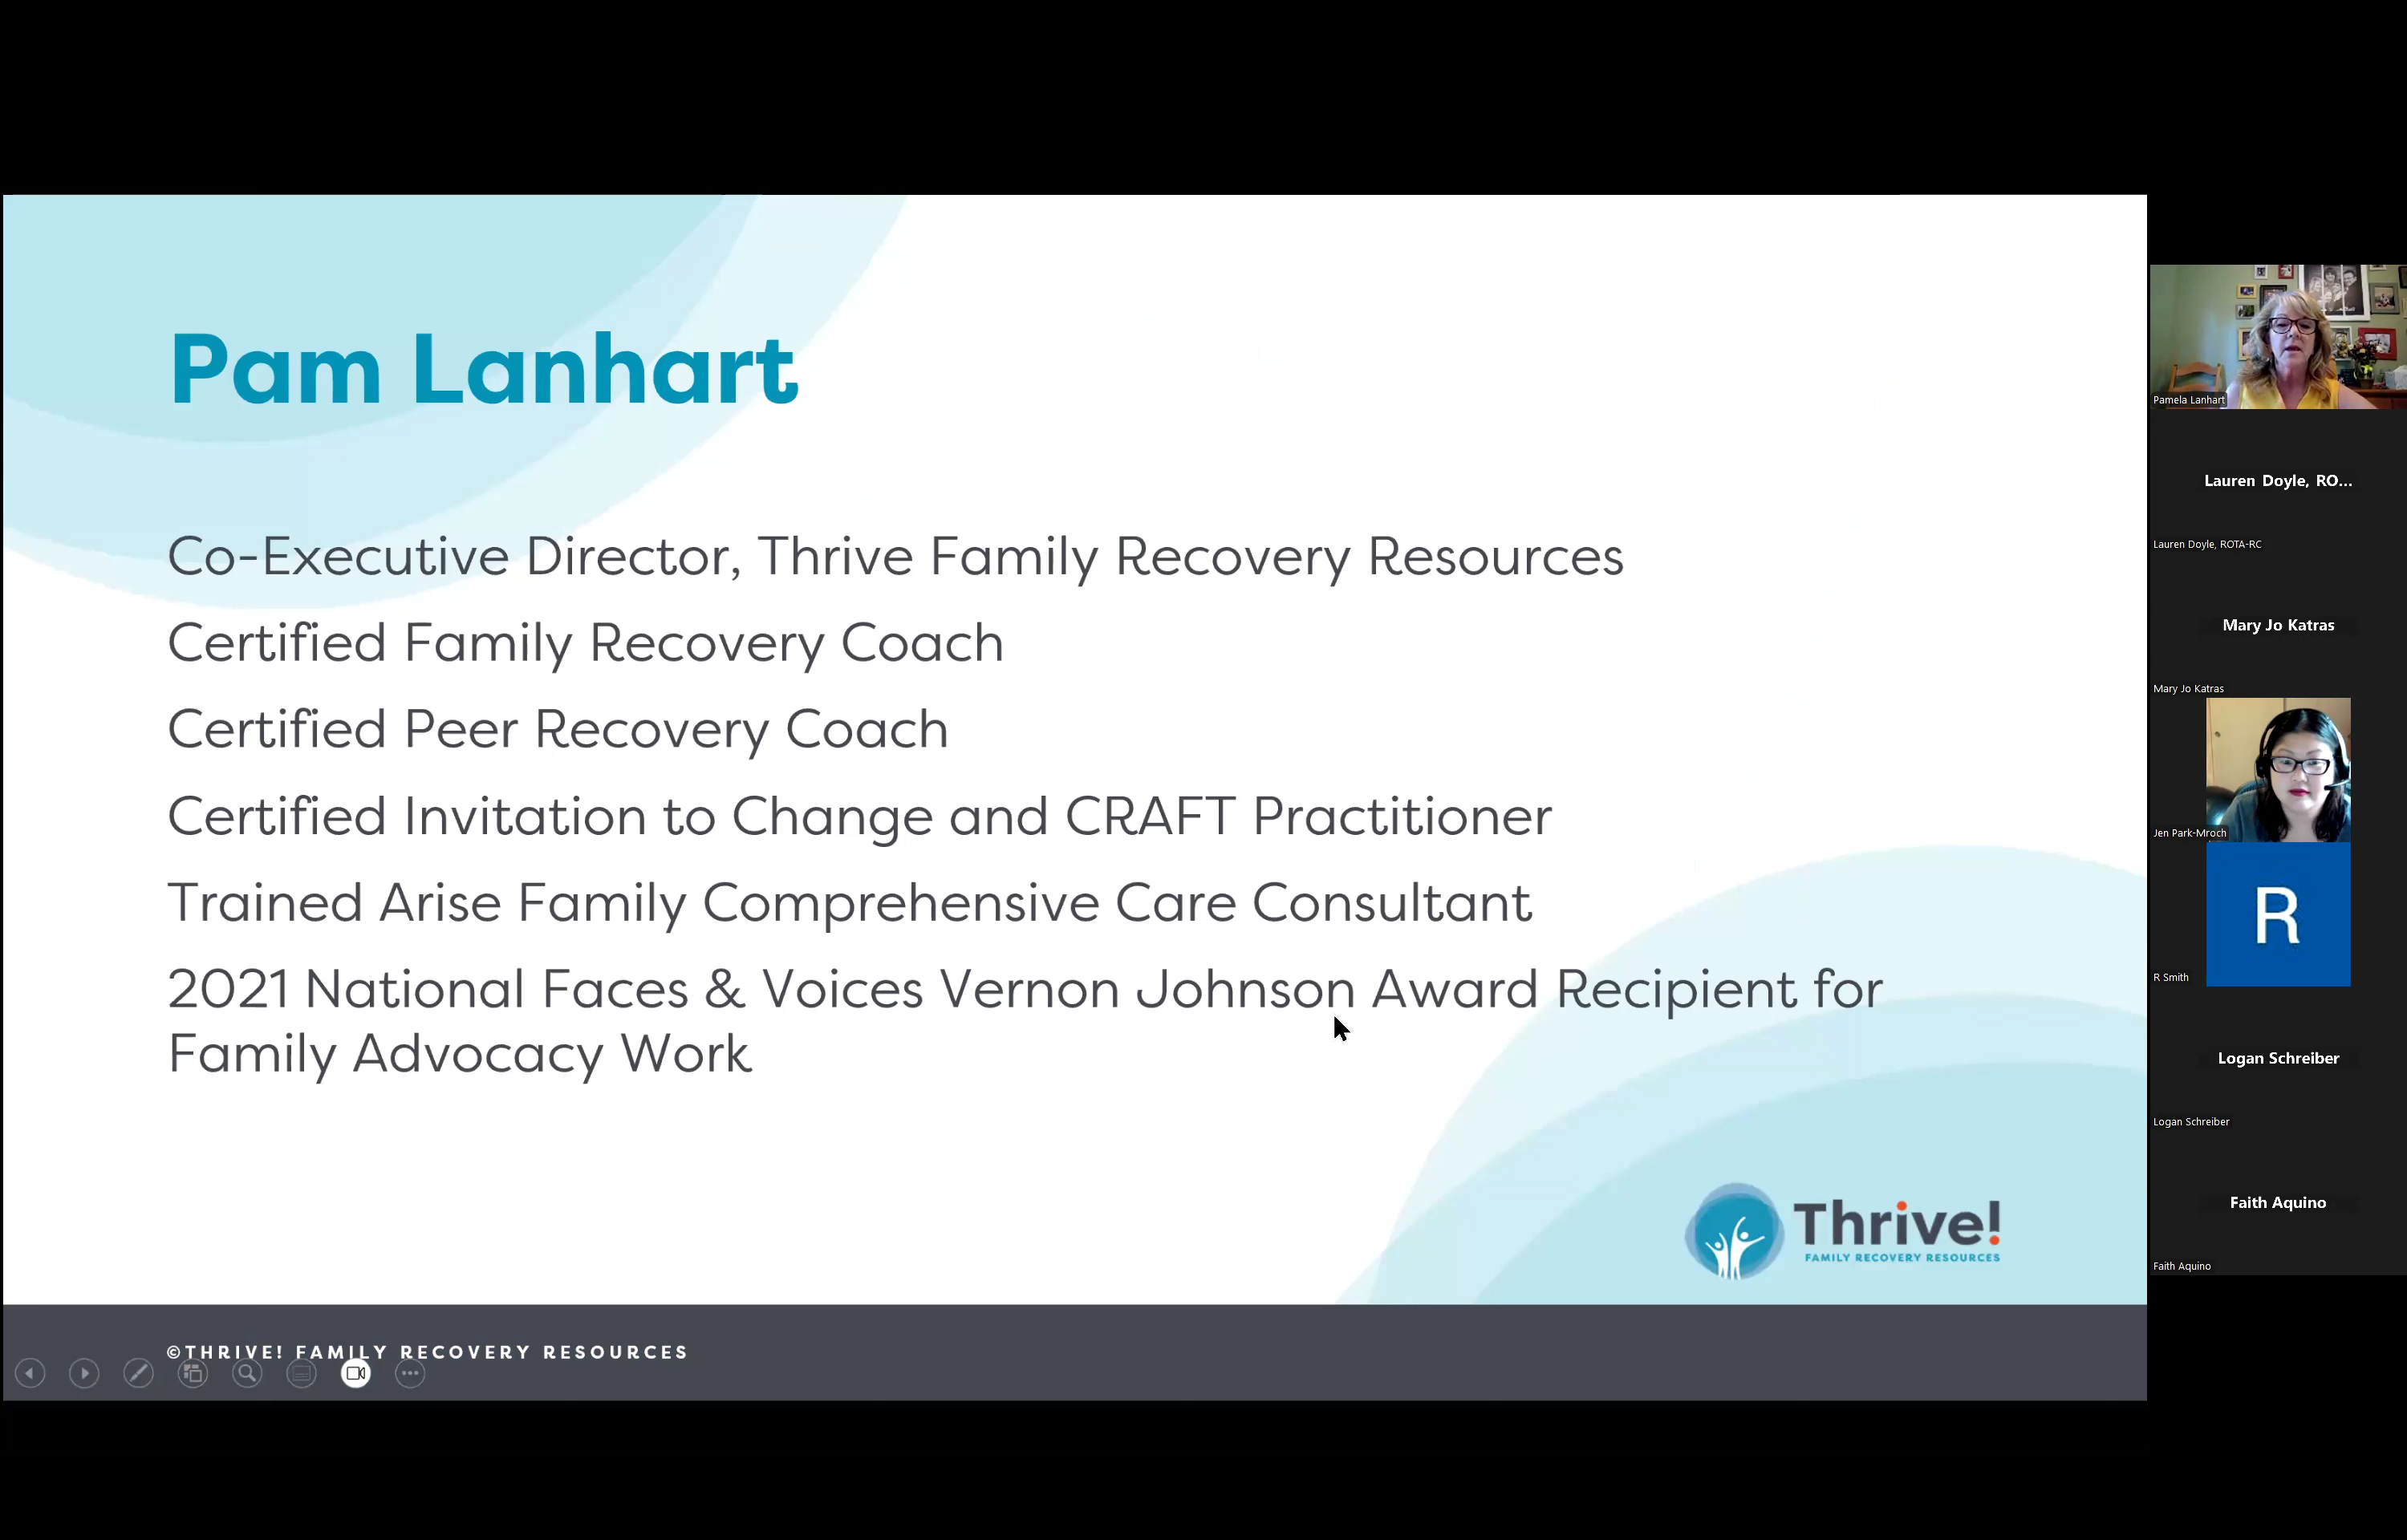 Pam Lanhart
Co-Executive Director, Thrive Family Recovery Resources
Certified Family Recovery Coach
Certified Peer Recovery Coach
Certified Invitation to Change and CRAFT Practitioner
Trained Arise Family Comprehensive Care Consultant
2021 National Faces & Voices Vernon Johnson Award Recipient for
Family Advocacy Work
Thrive!
FAMILY RECOVERY RESOURCES
©THRIVE! FAMILY RECOVERY RESOURCES
Pamela Lanhart
Lauren Doyle, RO...
Lauren Doyle, ROTA-RC
Mary Jo Katras
Mary Jo Katras
Jen Park-Mroch
R
R Smith
Logan Schreiber
Logan Schreiber
Faith Aquino
Faith Aquino